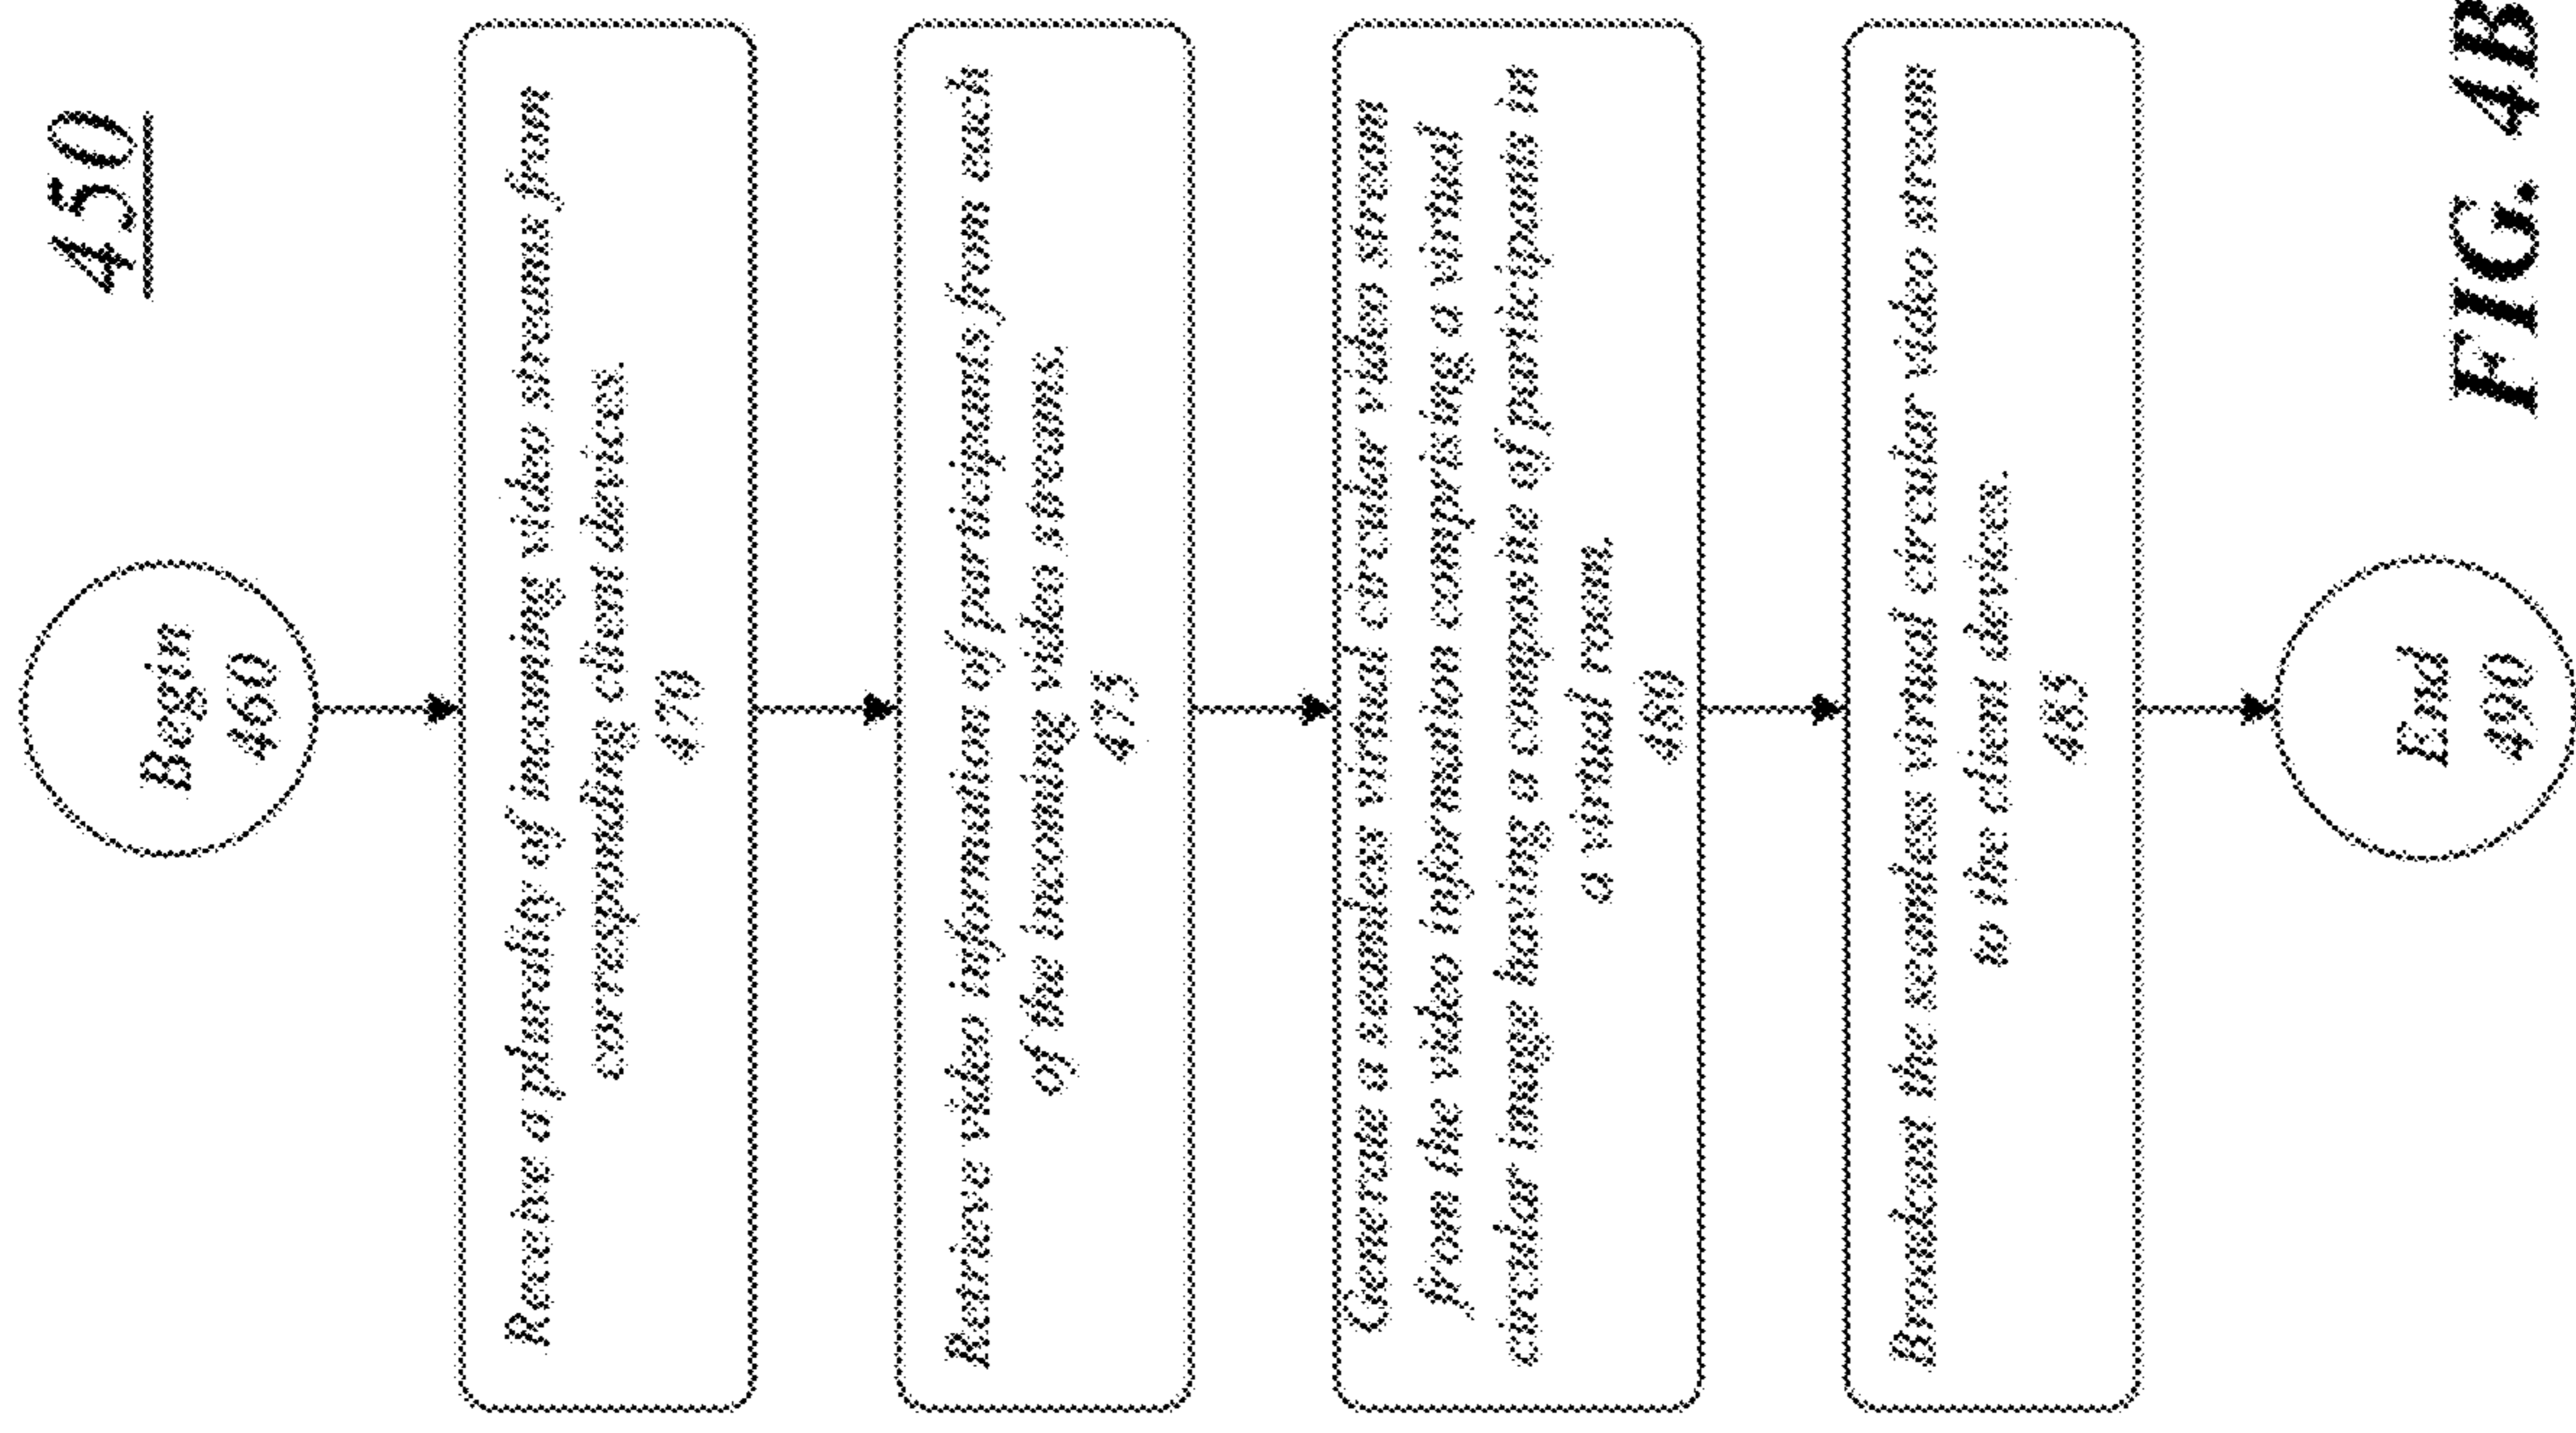 450
Begin
460
Receive a plurality of incoming video streams from
corresponding client devices.
470
Retrieve video information of participants from each
of the incoming video streams.
475
Generate a seamless virtual circular video stream
from the video information comprising a virtual
circular image having a composite of participants in
a virtual room.
480
Broadcast the seamless virtual circular video stream
to the client devices.
485
End
490
FIG. 4B